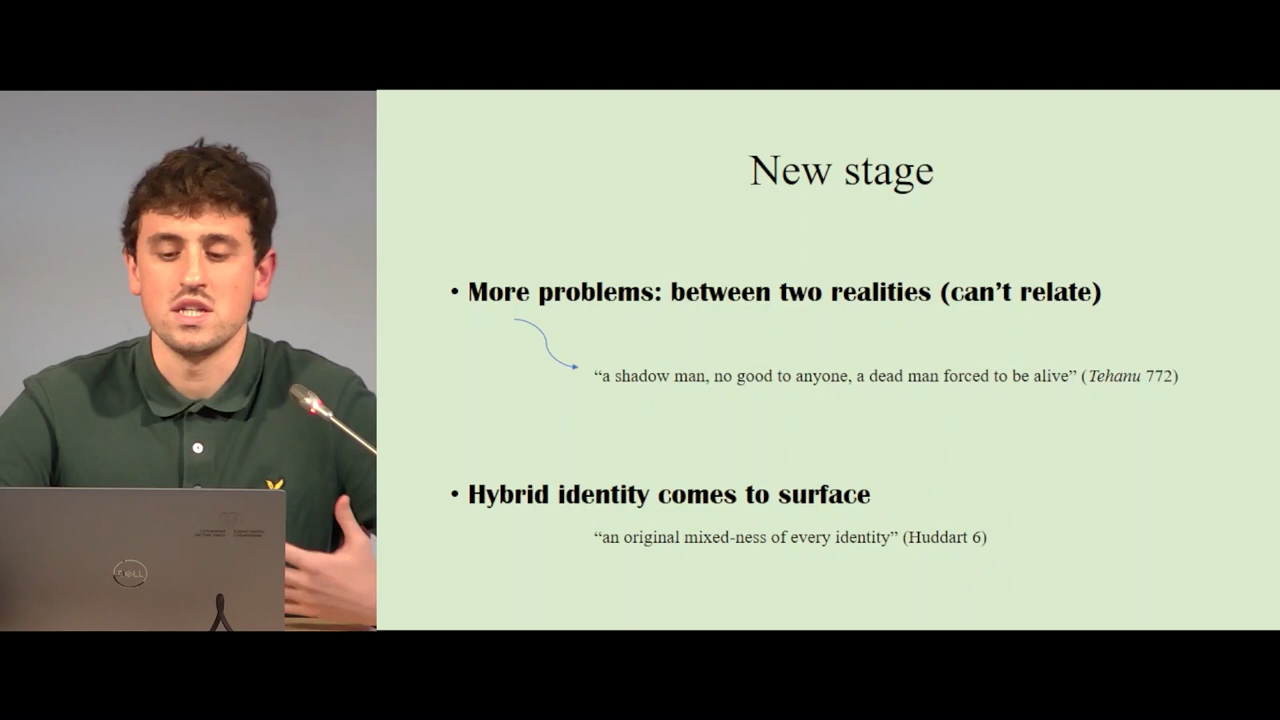 New stage
• More problems: between two realities (can’t relate)
“a shadow man, no good to anyone, a dead man forced to be alive” (Tehanu 772)
• Hybrid identity comes to surface
“an original mixed-ness of every identity” (Huddart 6)
DELL